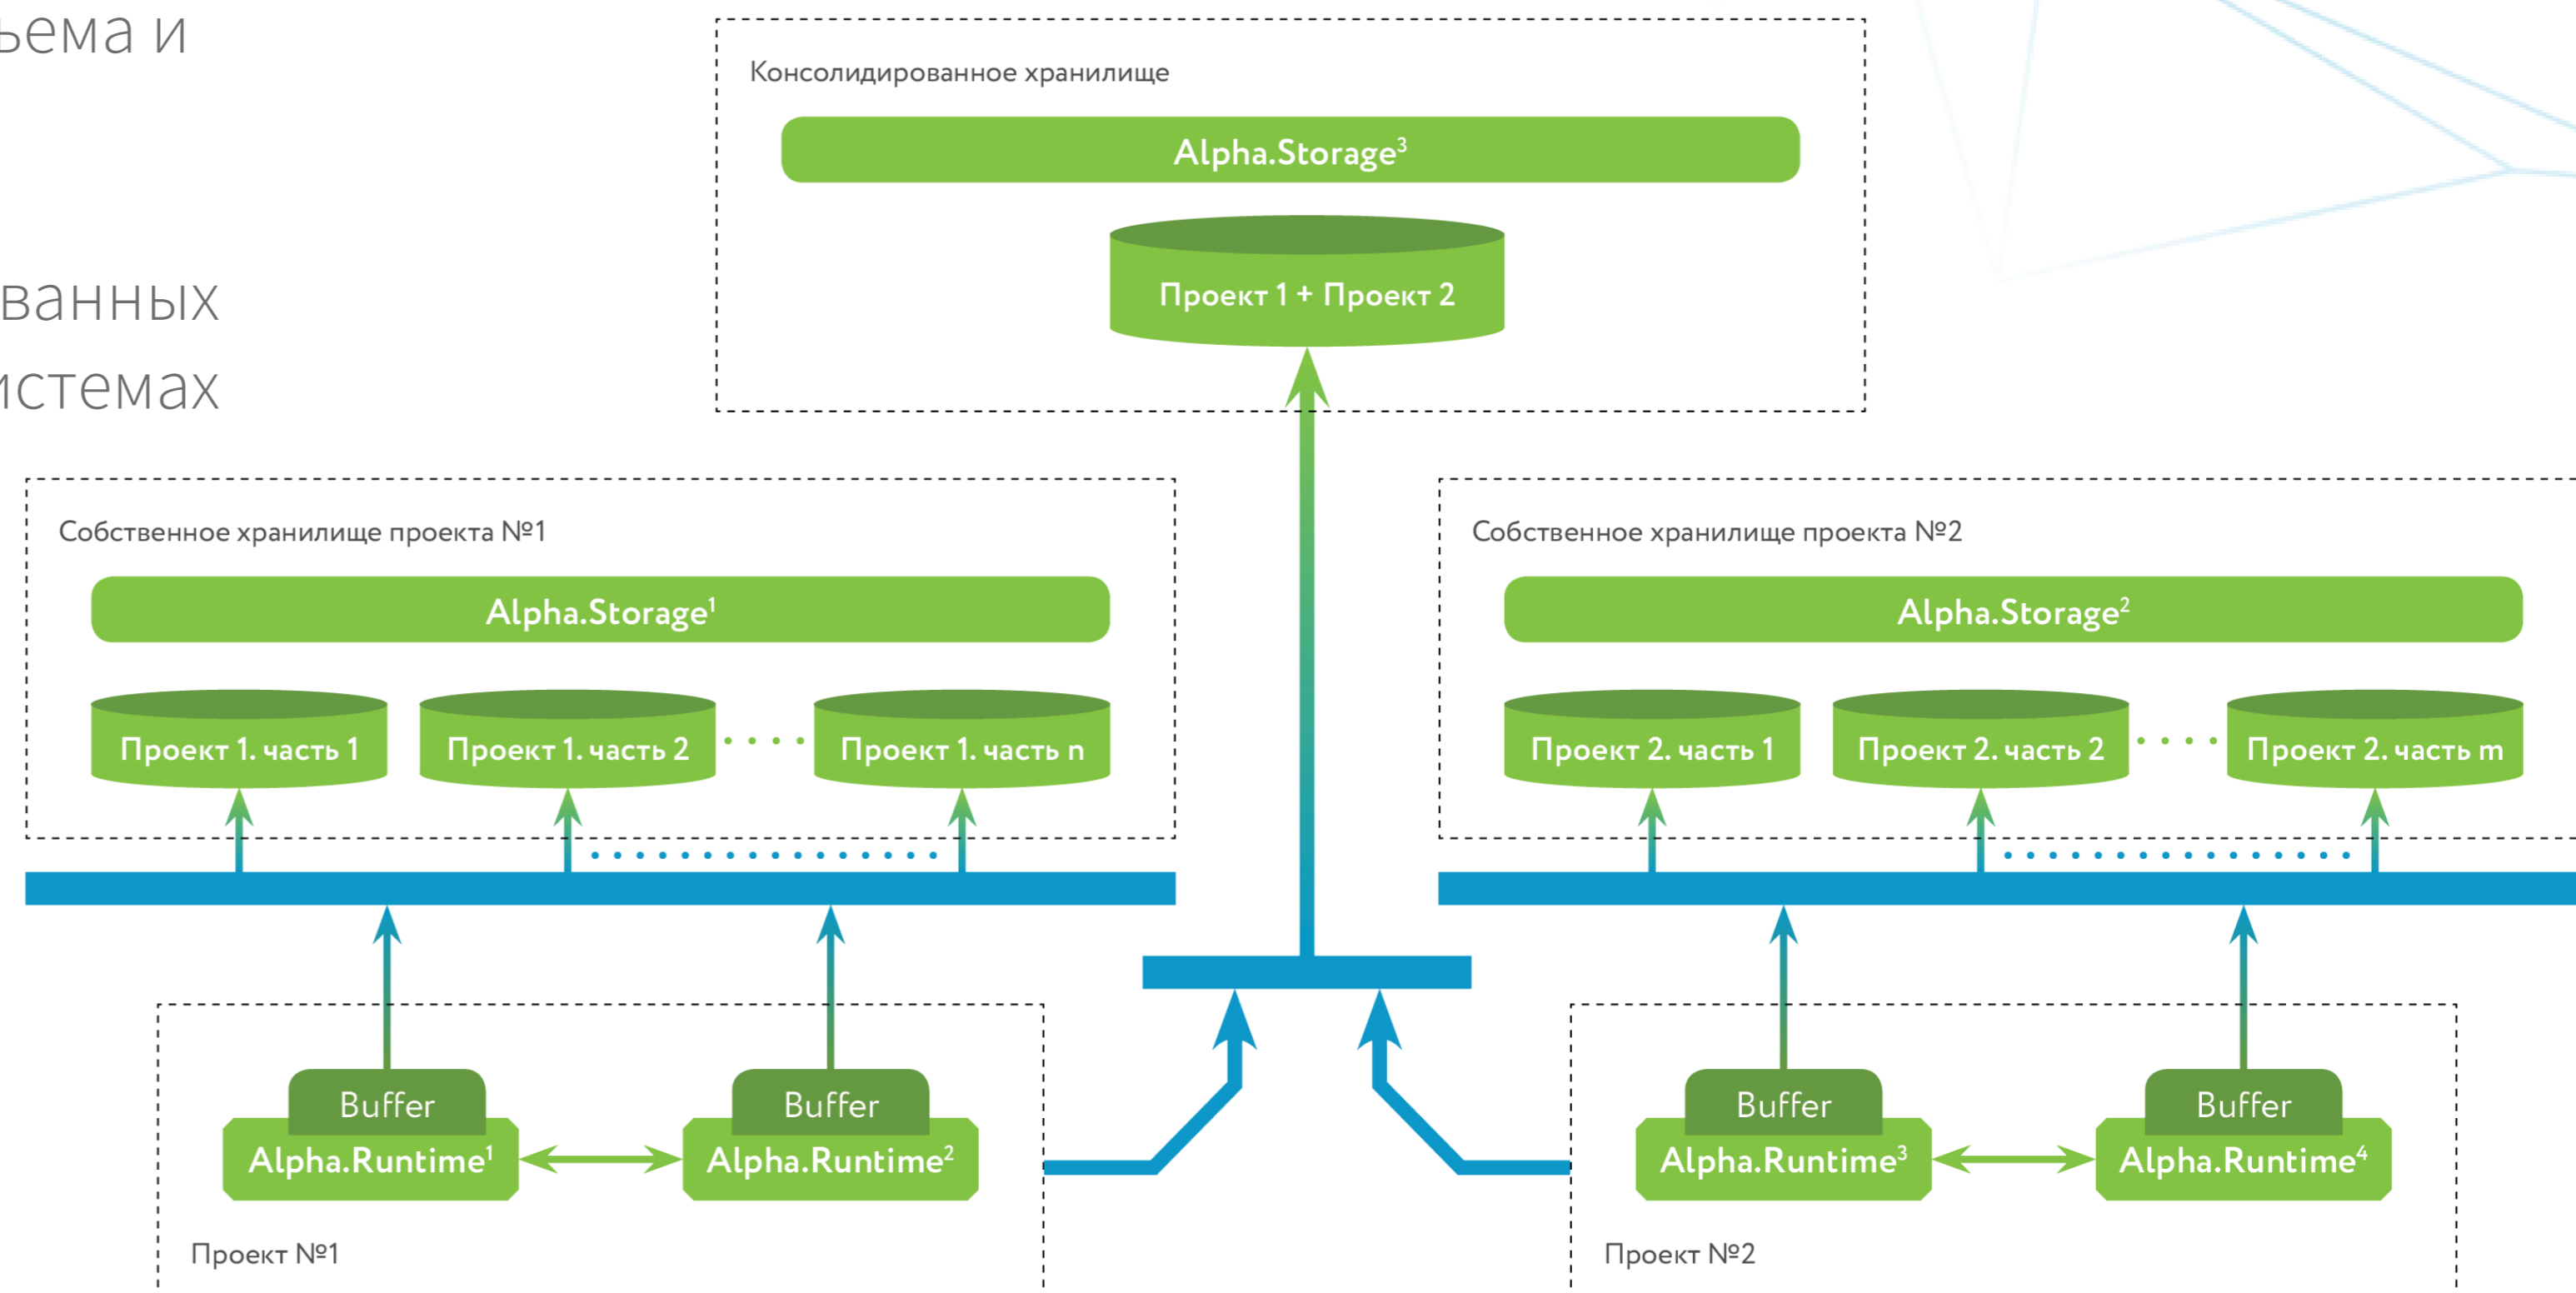 ъема и
ванных
истемах
Консолидированное хранилище
Alpha.Storage³
Проект 1 + Проект 2
Собственное хранилище проекта №1
Alpha.Storage¹
Проект 1. часть 1
Проект 1. часть 2
Проект 1. часть n
Собственное хранилище проекта №2
Alpha.Storage²
Проект 2. часть 1
Проект 2. часть 2
Проект 2. часть m
Buffer
Alpha.Runtime¹
Buffer
Alpha.Runtime²
Проект №1
Buffer
Alpha.Runtime³
Buffer
Alpha.Runtime⁴
Проект №2